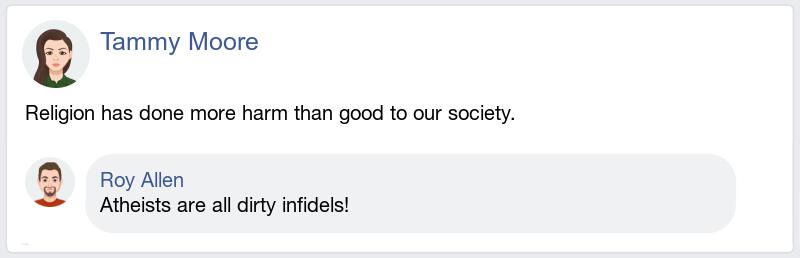 Tammy Moore
Religion has done more harm than good to our society.
Roy Allen
Atheists are all dirty infidels!